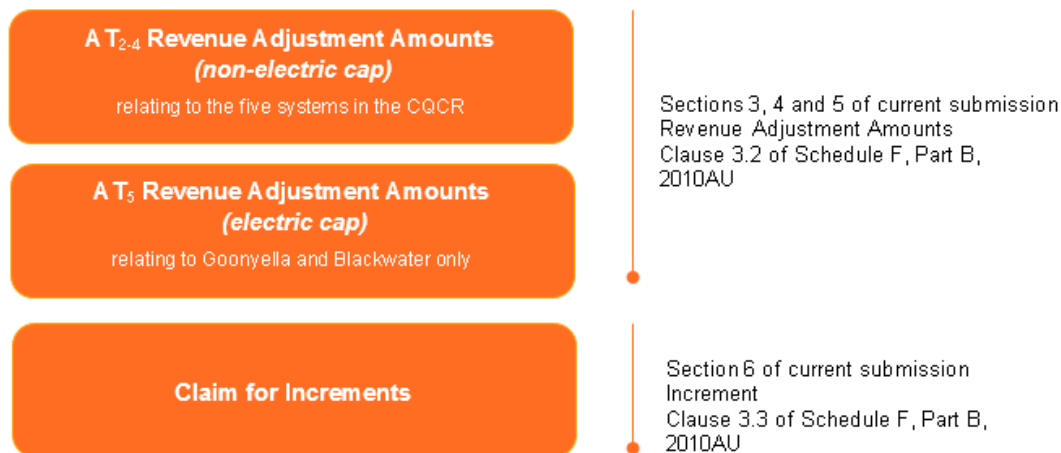 AT2-4 Revenue Adjustment Amounts
(non-electric cap)
relating to the five systems in the CQCR
AT5 Revenue Adjustment Amounts
(electric cap)
relating to Goonyella and Blackwater only
Sections 3, 4 and 5 of current submission
Revenue Adjustment Amounts
Clause 3.2 of Schedule F, Part B,
2010AU
Claim for Increments
Section 6 of current submission
Increment
Clause 3.3 of Schedule F, Part B,
2010AU